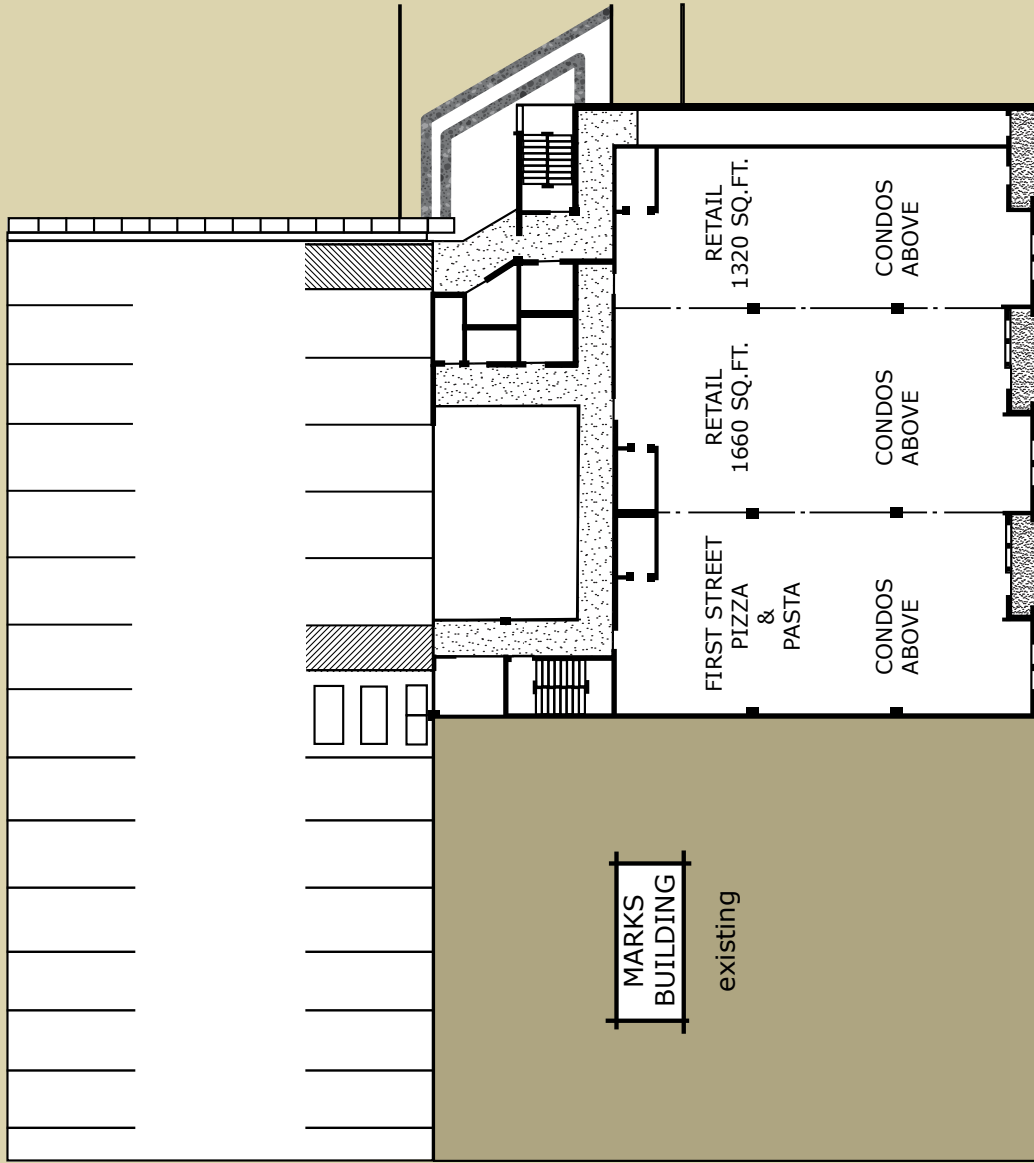 MARKS
BUILDING
existing
FIRST STREET
PIZZA
&
PASTA
CONDOS
ABOVE
RETAIL
1660 SQ.FT.
CONDOS
ABOVE
RETAIL
1320 SQ.FT.
CONDOS
ABOVE